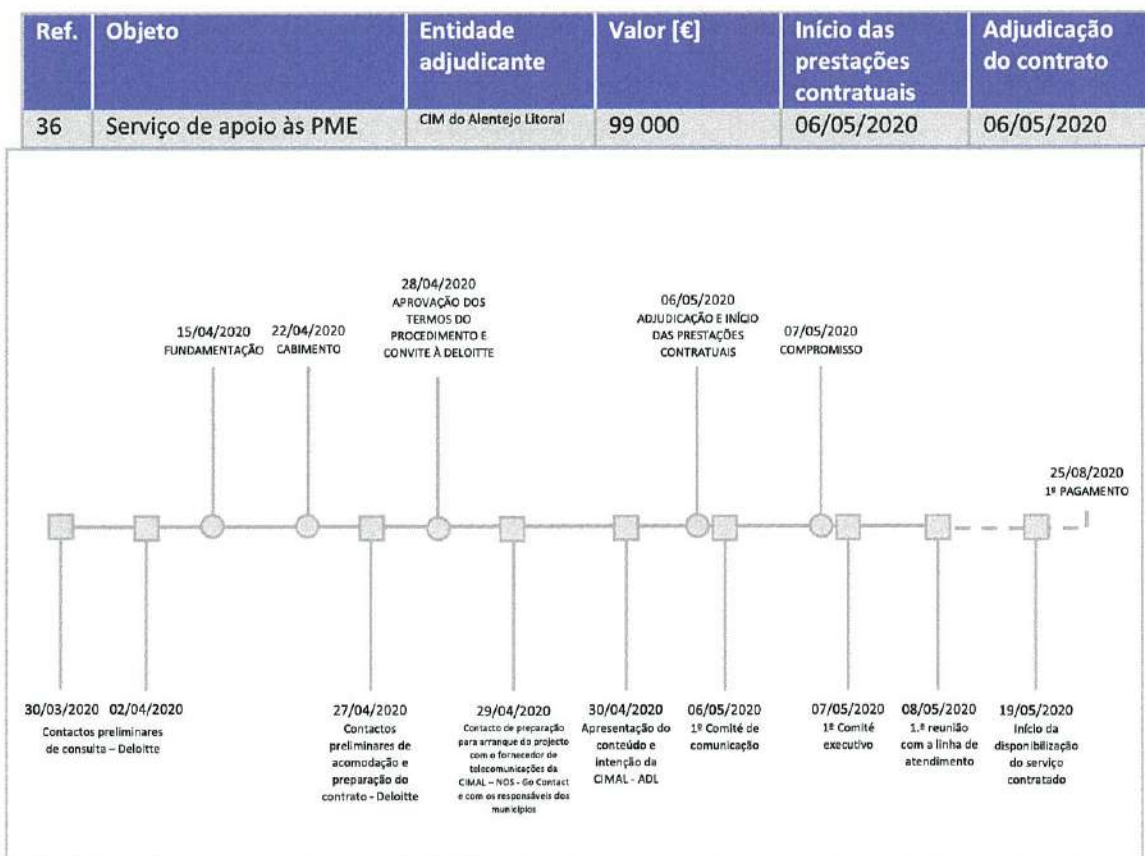 Ref. Objeto Entidade adjudicante Valor [€] Início das prestações contratuais Adjudicação do contrato
36 Serviço de apoio às PME CIM do Alentejo Litoral 99 000 06/05/2020 06/05/2020
15/04/2020
FUNDAMENTAÇÃO
22/04/2020
CABIMENTO
28/04/2020
APROVAÇÃO DOS
TERMOS DO
PROCEDIMENTO E
CONVITE À DELOITTE
06/05/2020
ADJUDICAÇÃO E INÍCIO
DAS PRESTAÇÕES
CONTRATUAIS
07/05/2020
COMPROMISSO
25/08/2020
1º PAGAMENTO
30/03/2020 02/04/2020
Contactos preliminares
de consulta – Deloitte
27/04/2020
Contactos
preliminares de
acomodação e
preparação do
contrato - Deloitte
29/04/2020
Contacto de preparação
para arranque do projecto
com o fornecedor de
telecomunicações da
CIMAL – NOS - Go Contact
e com os responsáveis dos
municípios
30/04/2020
Apresentação do
conteúdo e
intenção da
CIMAL - ADL
06/05/2020
1º Comité de
comunicação
07/05/2020
1º Comité
executivo
08/05/2020
1.ª reunião
com a linha de
atendimento
19/05/2020
Início da
disponibilização
do serviço
contratado